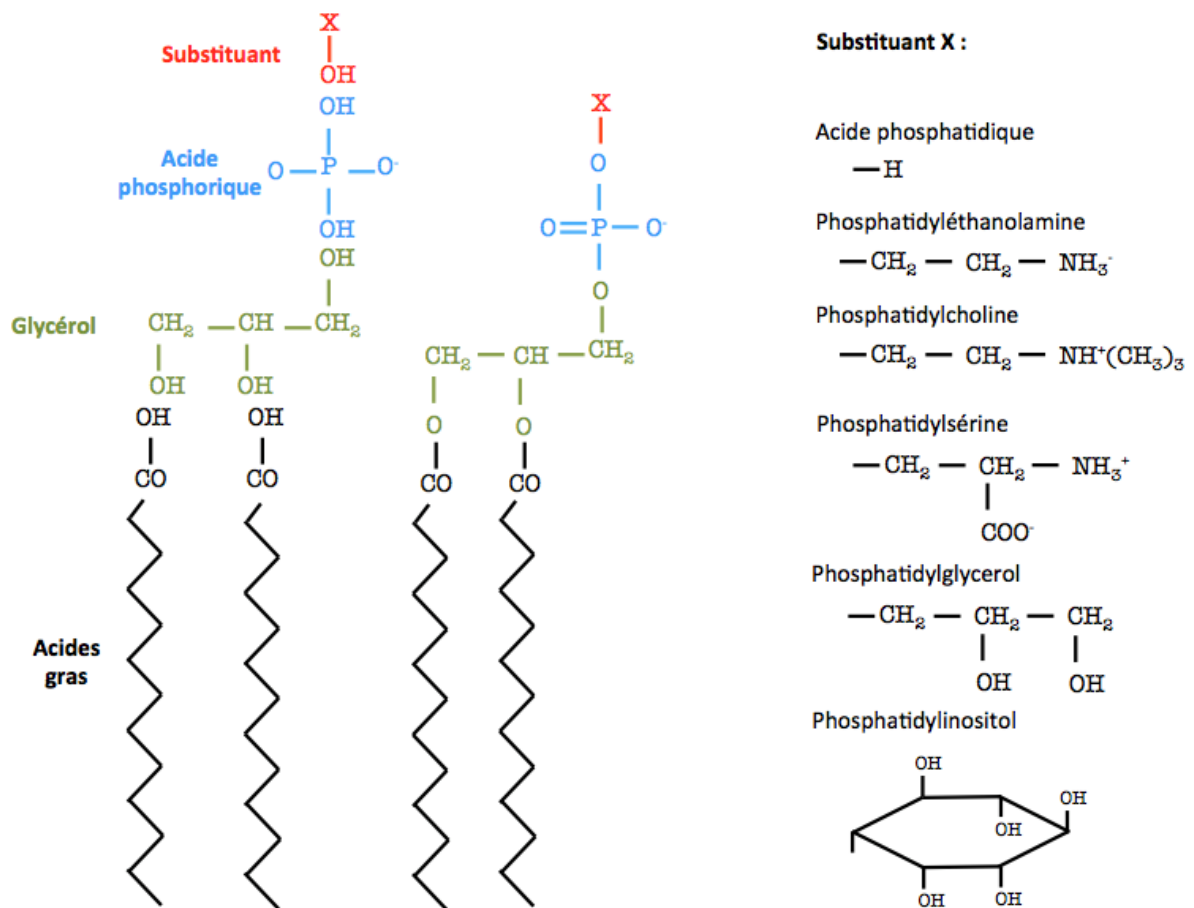 X
Substituant
OH
OH
Acide
phosphorique
O P O-
OH
OH
Glycérol
CH2 CH CH2
OH OH
OH OH
CO CO
Acides
gras
X
O
O=P O-
O
CH2 CH CH2
O O
CO CO
Substituant X :
Acide phosphatidique
—H
Phosphatidyléthanolamine
—CH2 — CH2 — NH3-
Phosphatidylcholine
—CH2 — CH2 — NH+(CH3)3
Phosphatidylsérine
—CH2 — CH2 — NH3+
COO-
Phosphatidylglycerol
—CH2 — CH2 — CH2
OH OH
Phosphatidylinositol
OH
OH
OH
OH OH